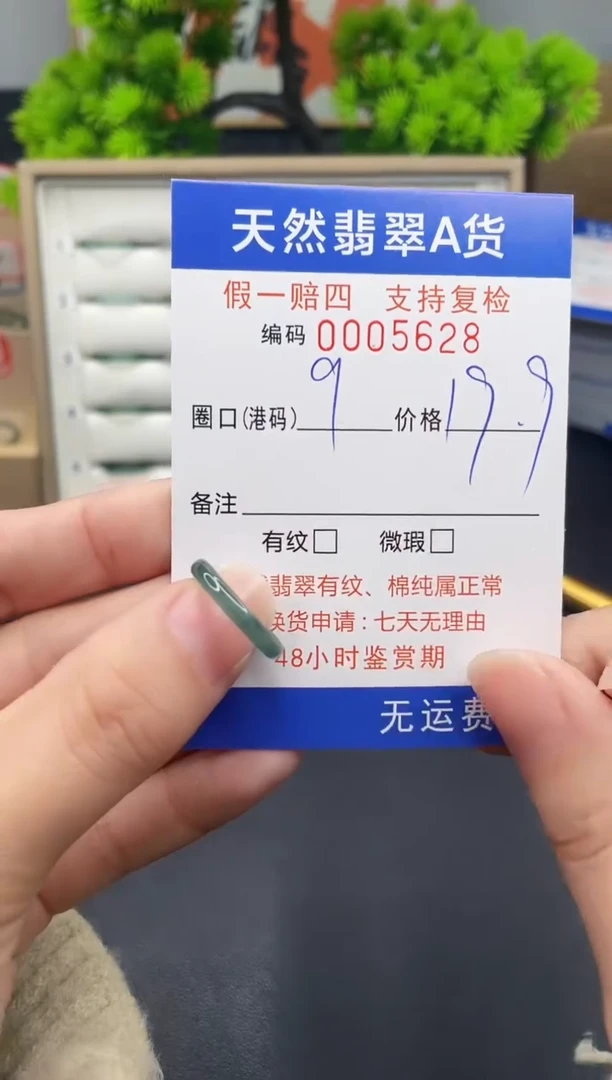 天然翡翠A货
假一赔四 支持复检
编码 0005628
圈口(港码) 9 价格 19.9
备注
有纹□ 微瑕□
翡翠有纹、棉纯属正常
换货申请:七天无理由
48小时鉴赏期
无运费